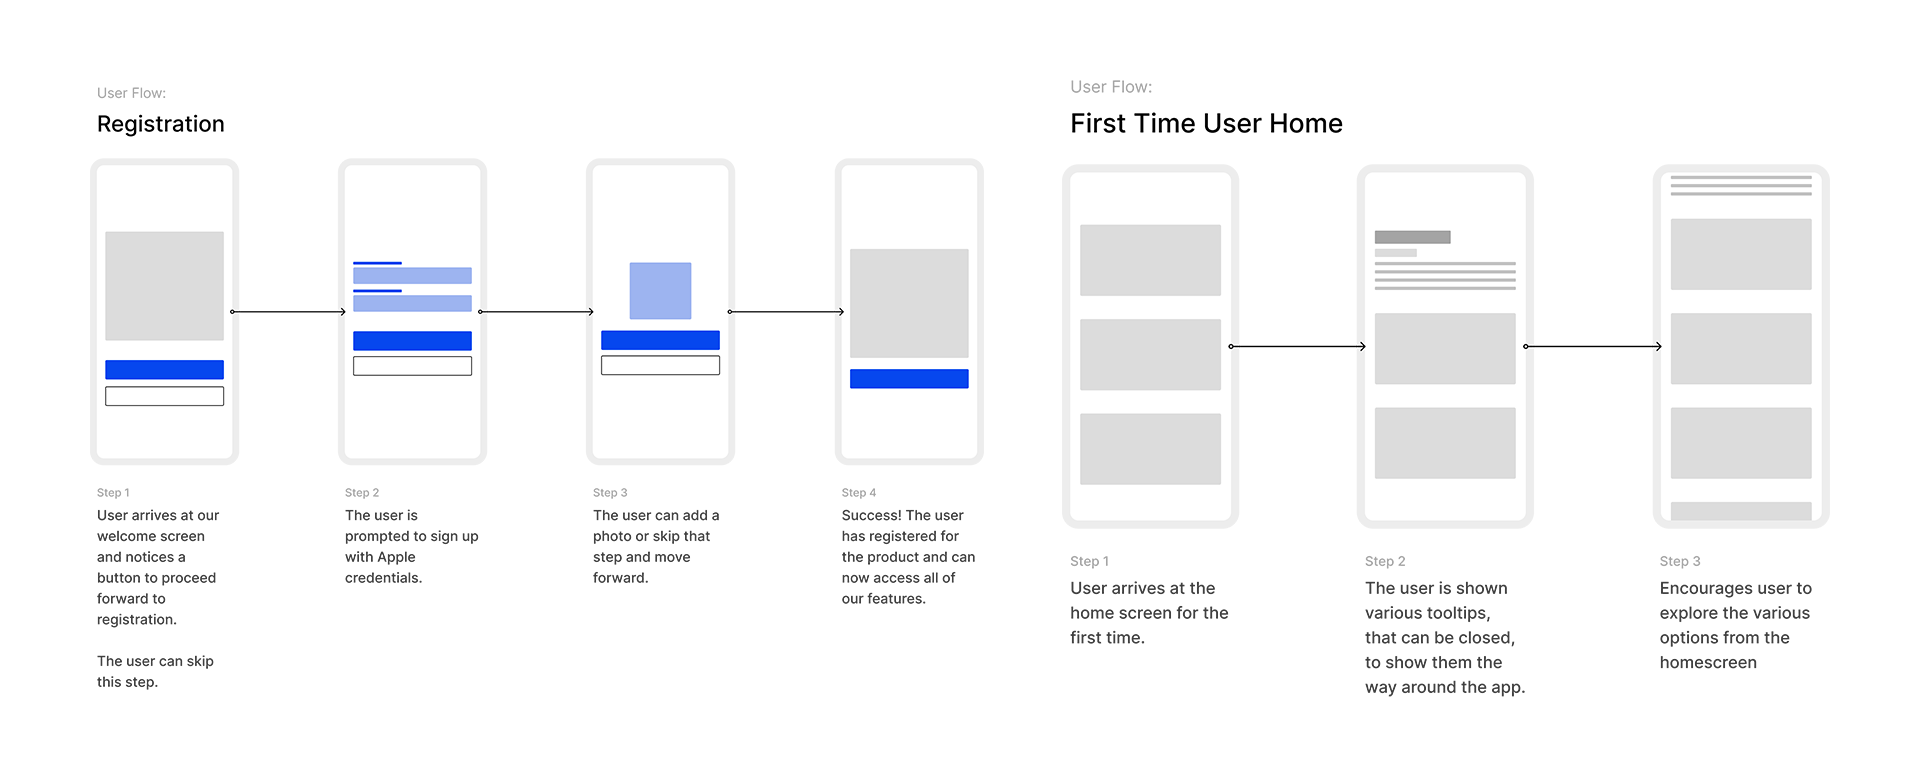 User Flow:
Registration
Step 1
User arrives at our
welcome screen
and notices a
button to proceed
forward to
registration.
The user can skip
this step.
Step 2
The user is
prompted to sign up
with Apple
credentials.
Step 3
The user can add a
photo or skip that
step and move
forward.
Step 4
Success! The user
has registered for
the product and can
now access all of
our features.
User Flow:
First Time User Home
Step 1
User arrives at the
home screen for the
first time.
Step 2
The user is shown
various tooltips,
that can be closed,
to show them the
way around the app.
Step 3
Encourages user to
explore the various
options from the
homescreen